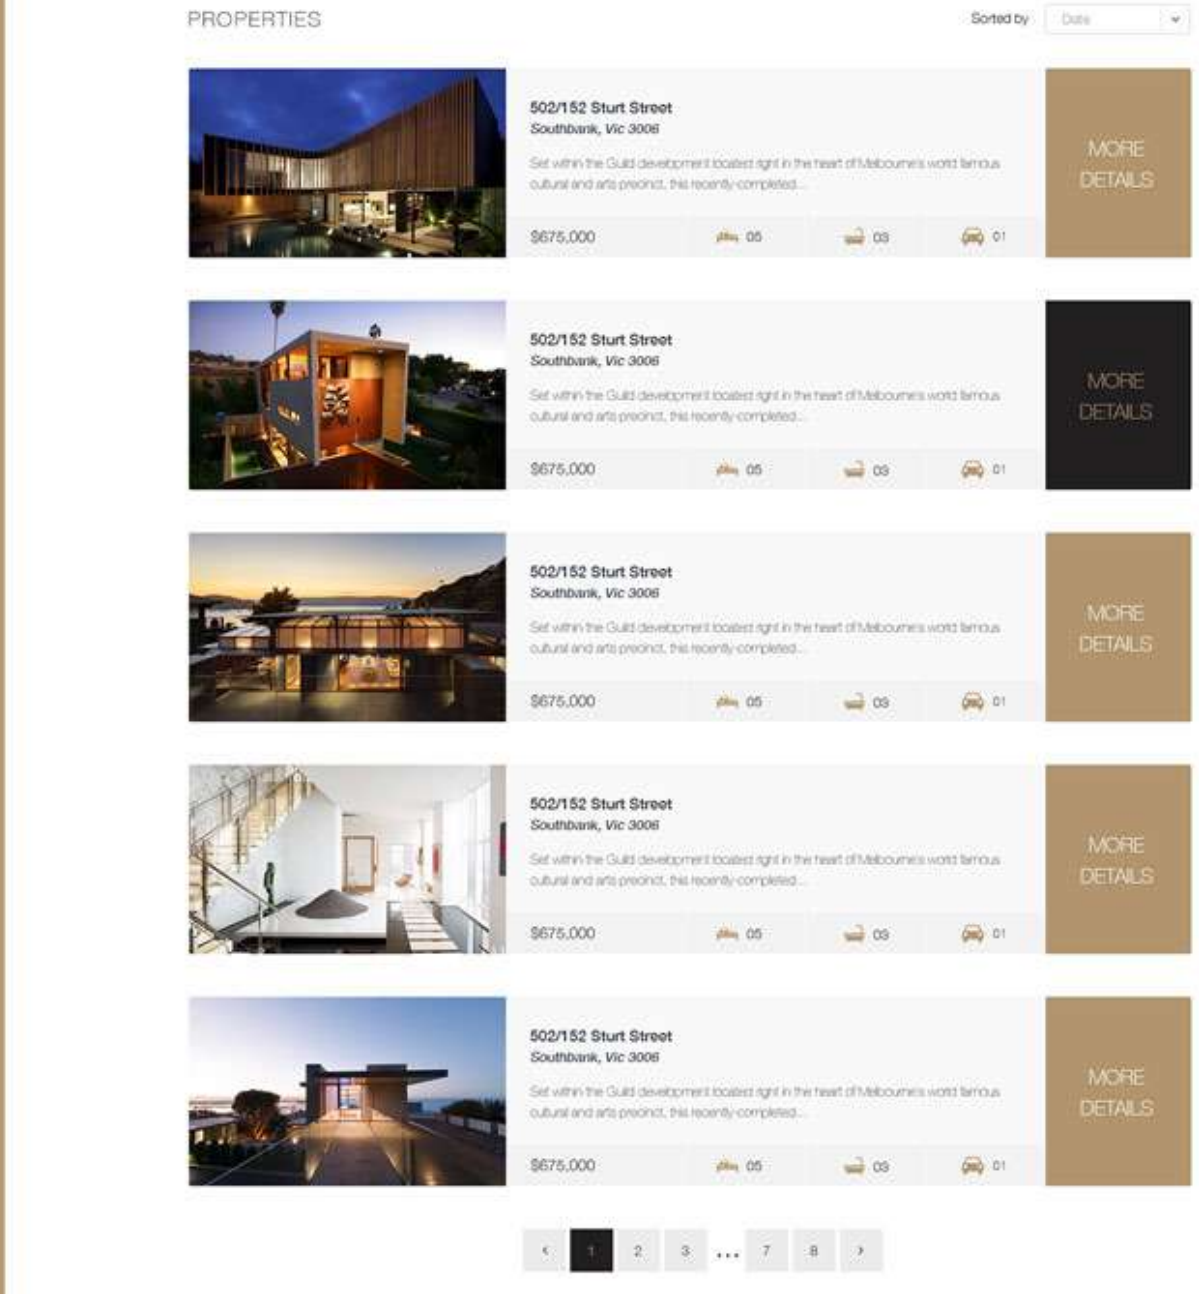 PROPERTIES
Sorted by Date
502/152 Sturt Street
Southbank, Vic 3006
Set within the Guild development located right in the heart of Melbourne's world famous
cultural and arts precinct, this recently-completed...
$675,000 05 03 01
MORE
DETAILS
502/152 Sturt Street
Southbank, Vic 3006
Set within the Guild development located right in the heart of Melbourne's world famous
cultural and arts precinct, this recently-completed...
$675,000 05 03 01
MORE
DETAILS
502/152 Sturt Street
Southbank, Vic 3006
Set within the Guild development located right in the heart of Melbourne's world famous
cultural and arts precinct, this recently-completed...
$675,000 05 03 01
MORE
DETAILS
502/152 Sturt Street
Southbank, Vic 3006
Set within the Guild development located right in the heart of Melbourne's world famous
cultural and arts precinct, this recently-completed...
$675,000 05 03 01
MORE
DETAILS
502/152 Sturt Street
Southbank, Vic 3006
Set within the Guild development located right in the heart of Melbourne's world famous
cultural and arts precinct, this recently-completed...
$675,000 05 03 01
MORE
DETAILS
‹ 1 2 3 ... 7 8 ›